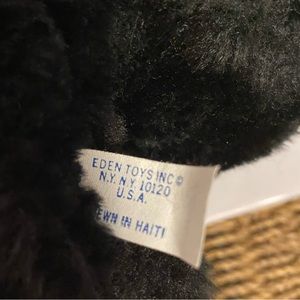 EDEN TOYS INC©
N.Y. N.Y. 10120
U.S.A.
EWN IN HAITI